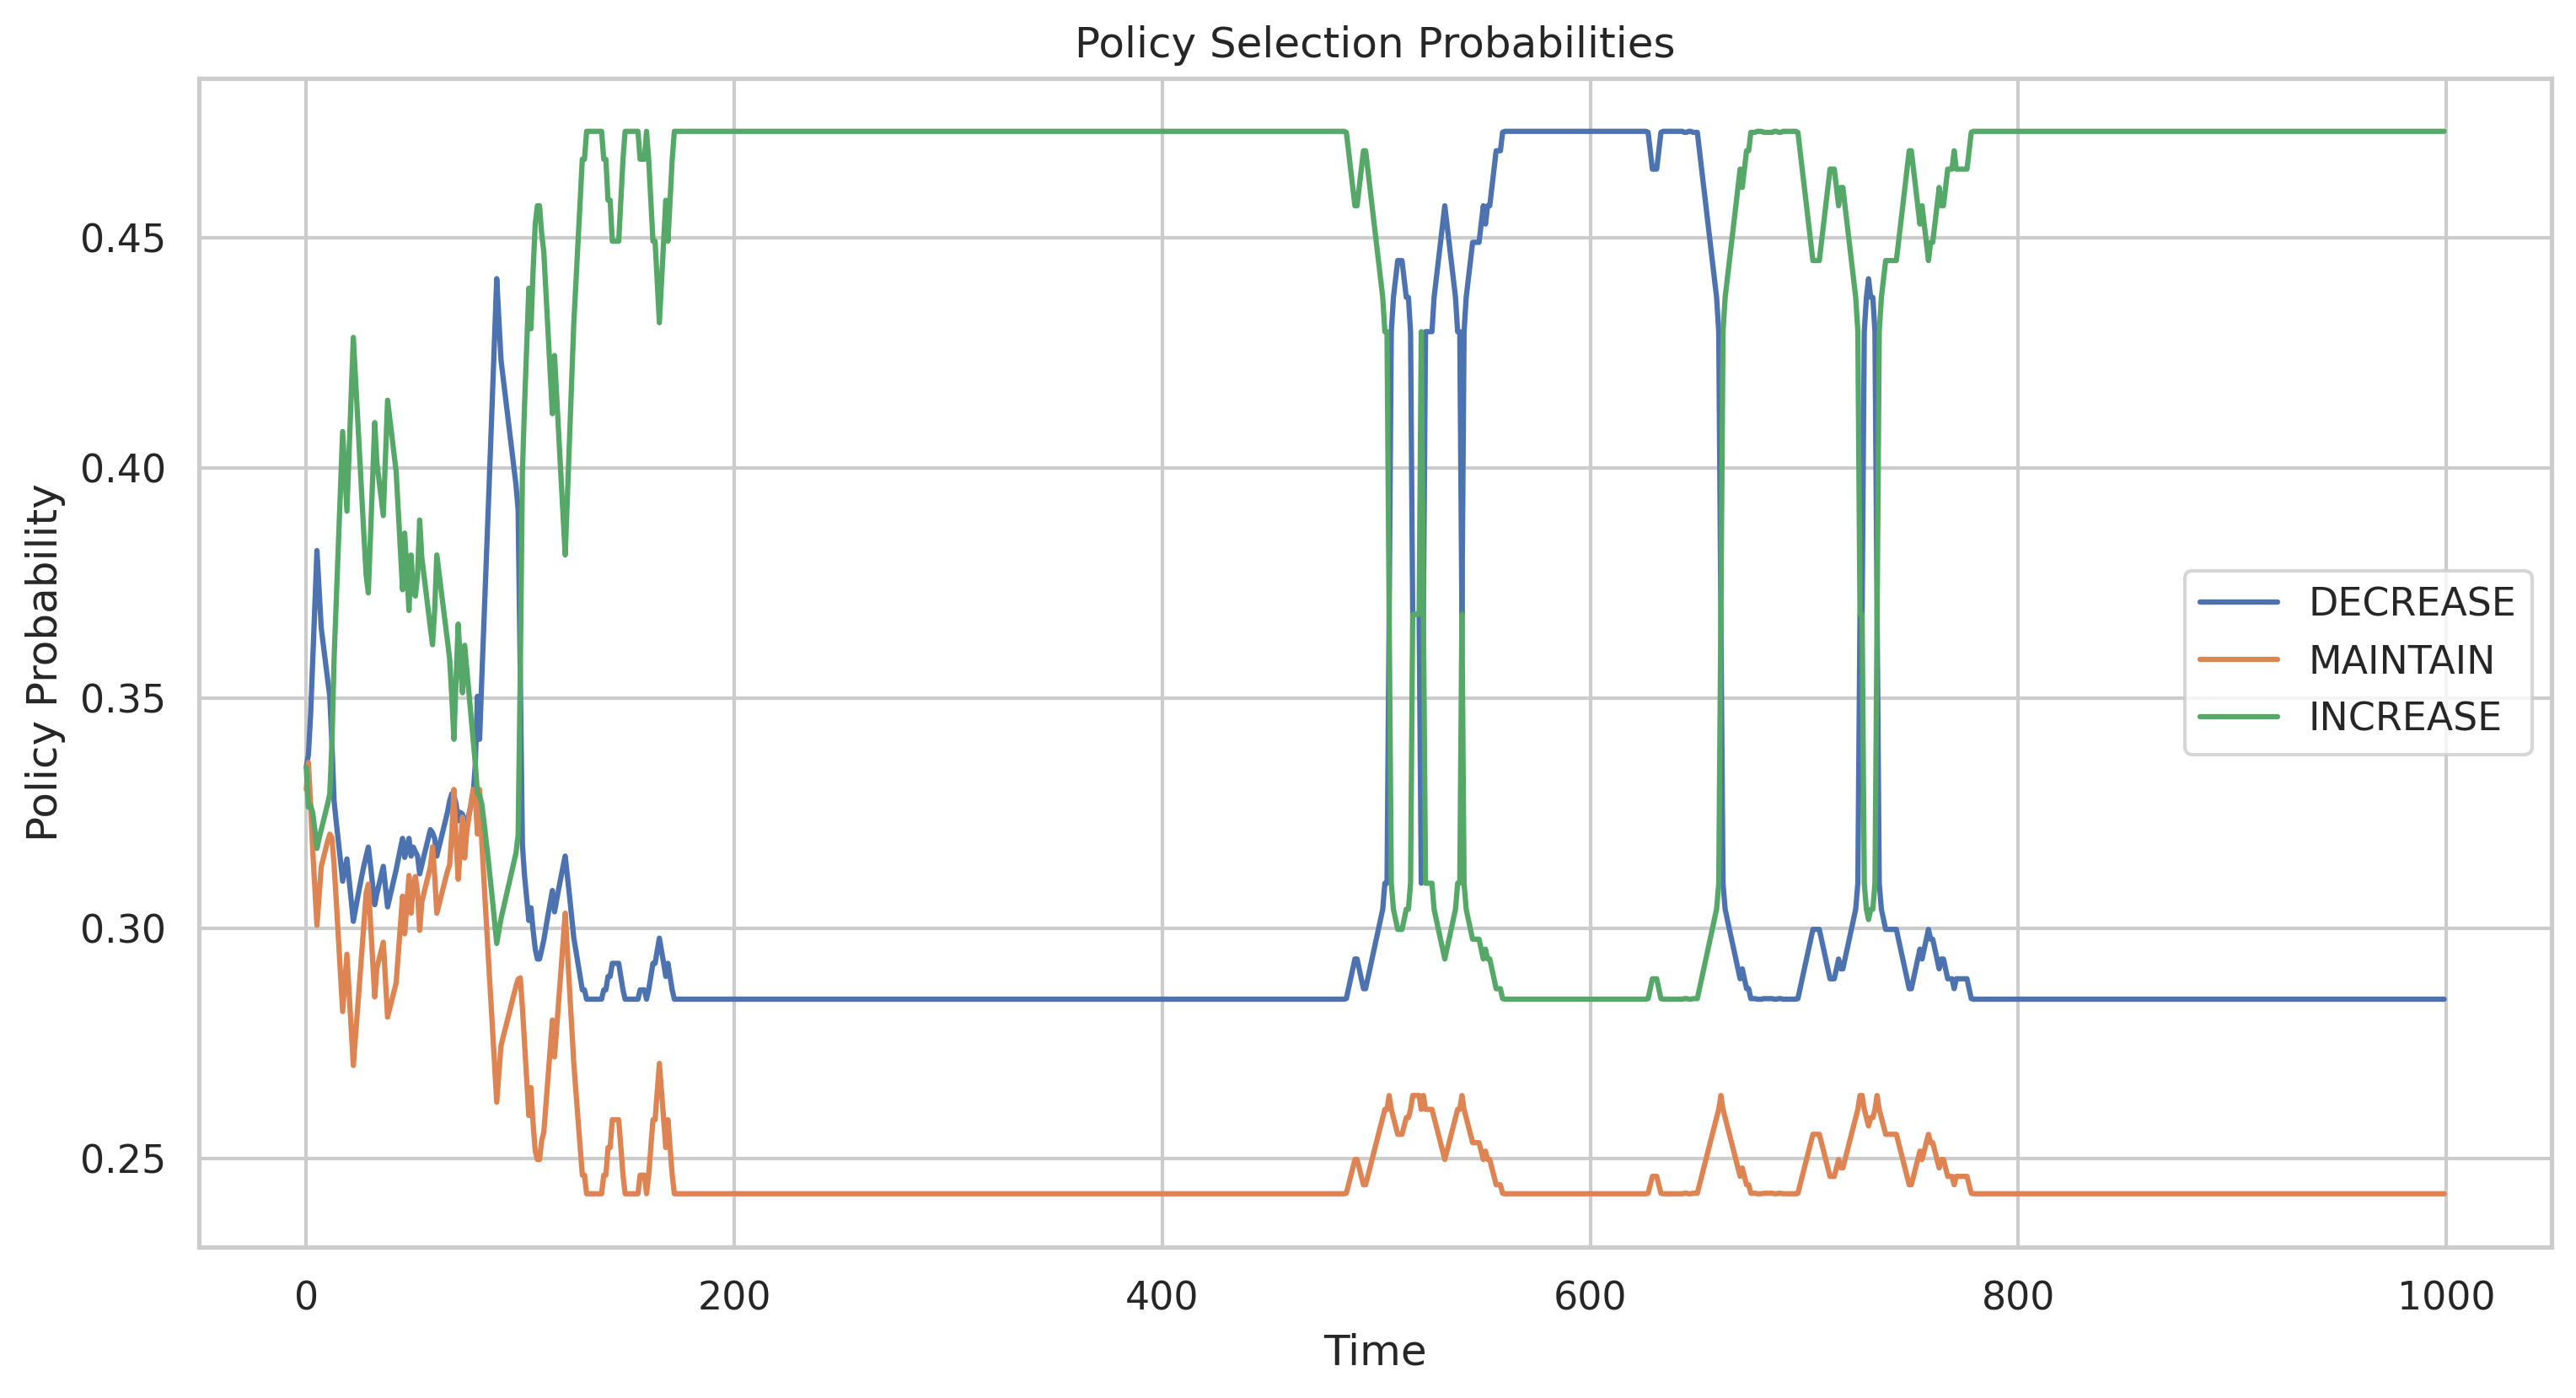 Policy Selection Probabilities
Policy Probability
0.45
0.40
0.35
0.30
0.25
DECREASE
MAINTAIN
INCREASE
0
200
400
600
800
1000
Time